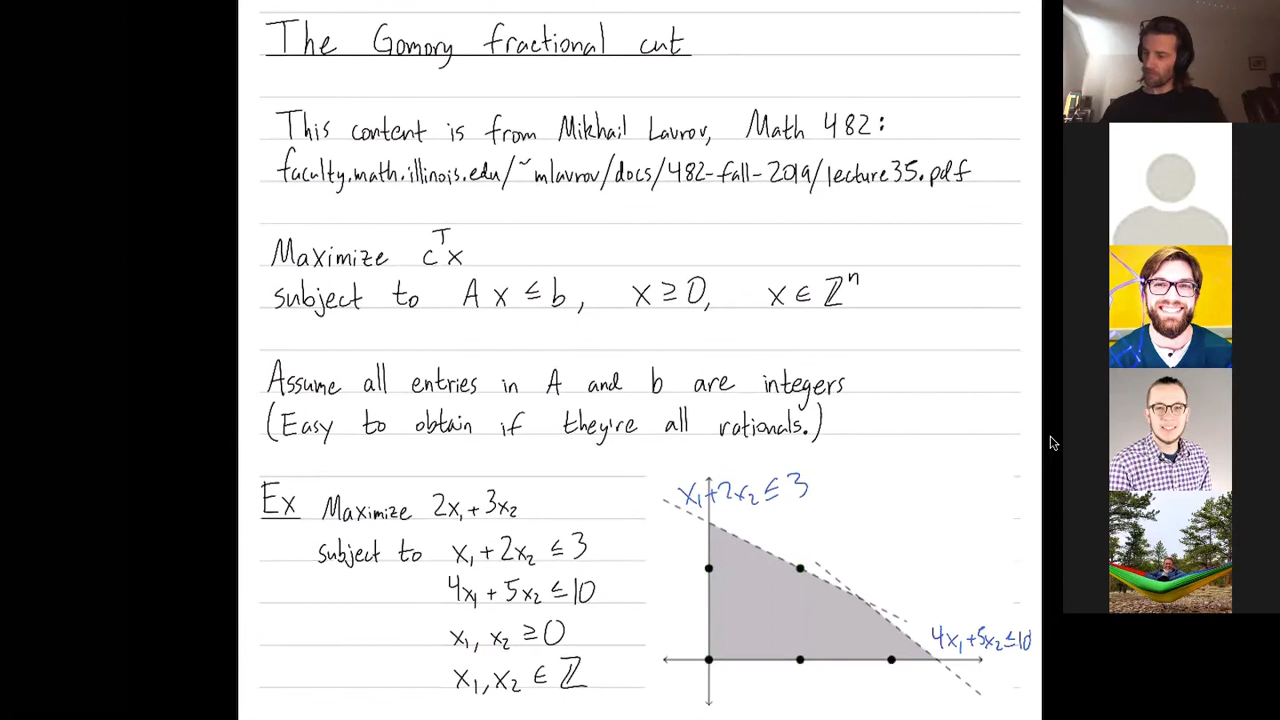 The Gomory fractional cut
This content is from Mikhail Lavrov, Math 482:
faculty.math.illinois.edu/~mlavrov/docs/482-fall-2019/lecture35.pdf
Maximize cᵀx
subject to Ax ≤ b, x ≥ 0, x ∈ ℤⁿ
Assume all entries in A and b are integers
(Easy to obtain if they're all rationals.)
Ex Maximize 2x₁+3x₂
subject to x₁ + 2x₂ ≤ 3
4x₁ + 5x₂ ≤ 10
x₁, x₂ ≥ 0
x₁, x₂ ∈ ℤ
x₁+2x₂ ≤ 3
4x₁+5x₂≤10